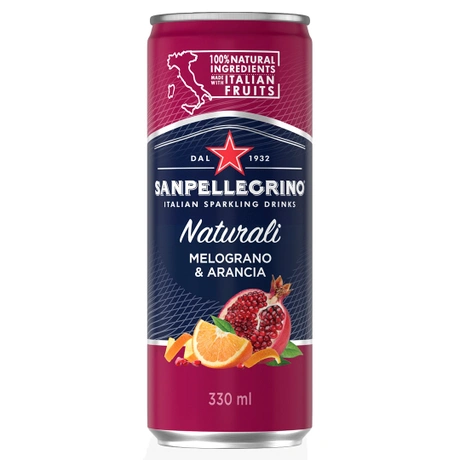 100% NATURAL
INGREDIENTS
MADE WITH ITALIAN
FRUITS
DAL 1932
SANPELLEGRINO®
ITALIAN SPARKLING DRINKS
Naturali
MELOGRANO
& ARANCIA
330 ml